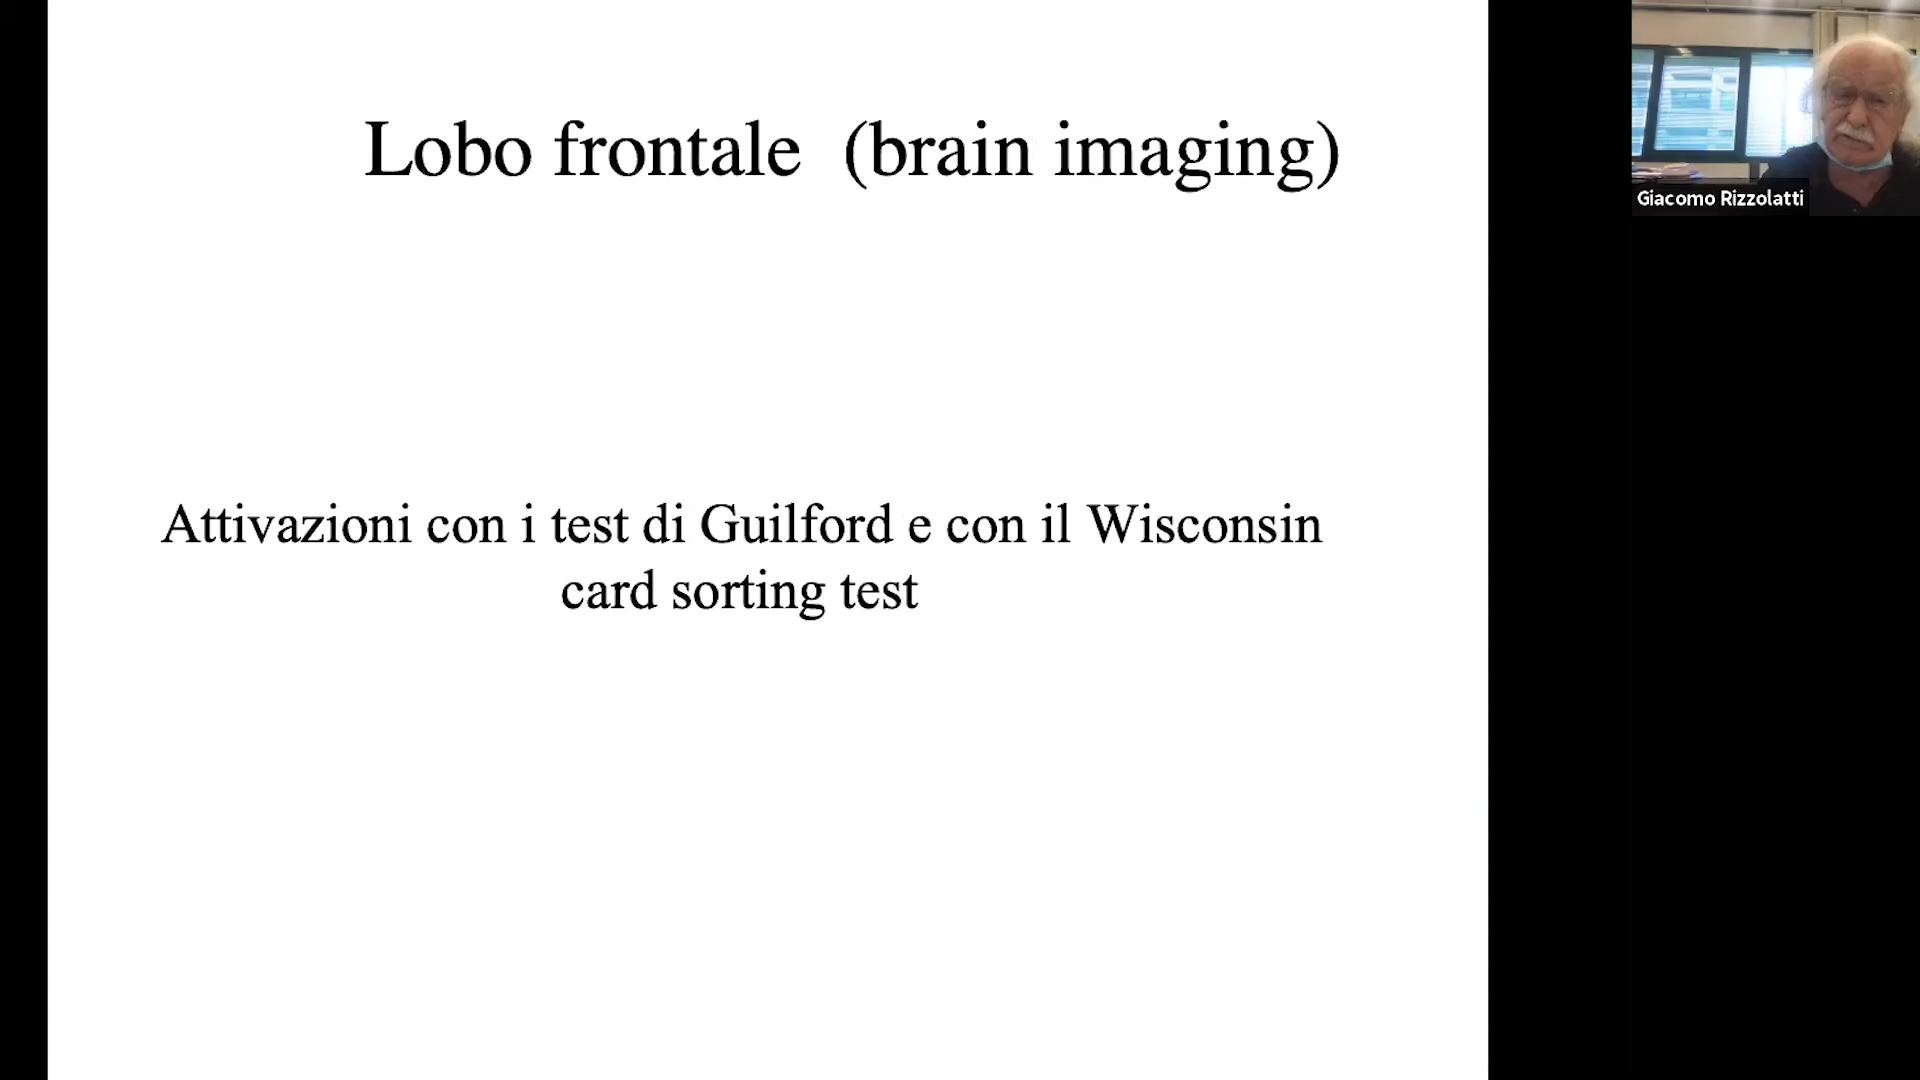 Lobo frontale (brain imaging)
Giacomo Rizzolatti
Attivazioni con i test di Guilford e con il Wisconsin
card sorting test